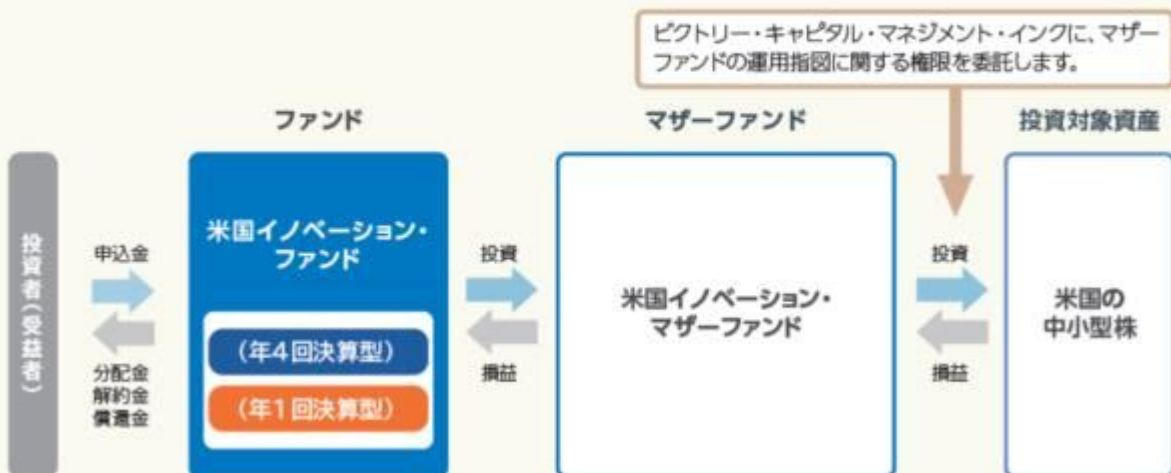 ビクトリー・キャピタル・マネジメント・インクに、マザー
ファンドの運用指図に関する権限を委託します。
ファンド
マザーファンド
投資対象資産
投資者(受益者)
申込金
分配金
解約金
償還金
米国イノベーション・
ファンド
(年4回決算型)
(年1回決算型)
投資
損益
米国イノベーション・
マザーファンド
投資
損益
米国の
中小型株